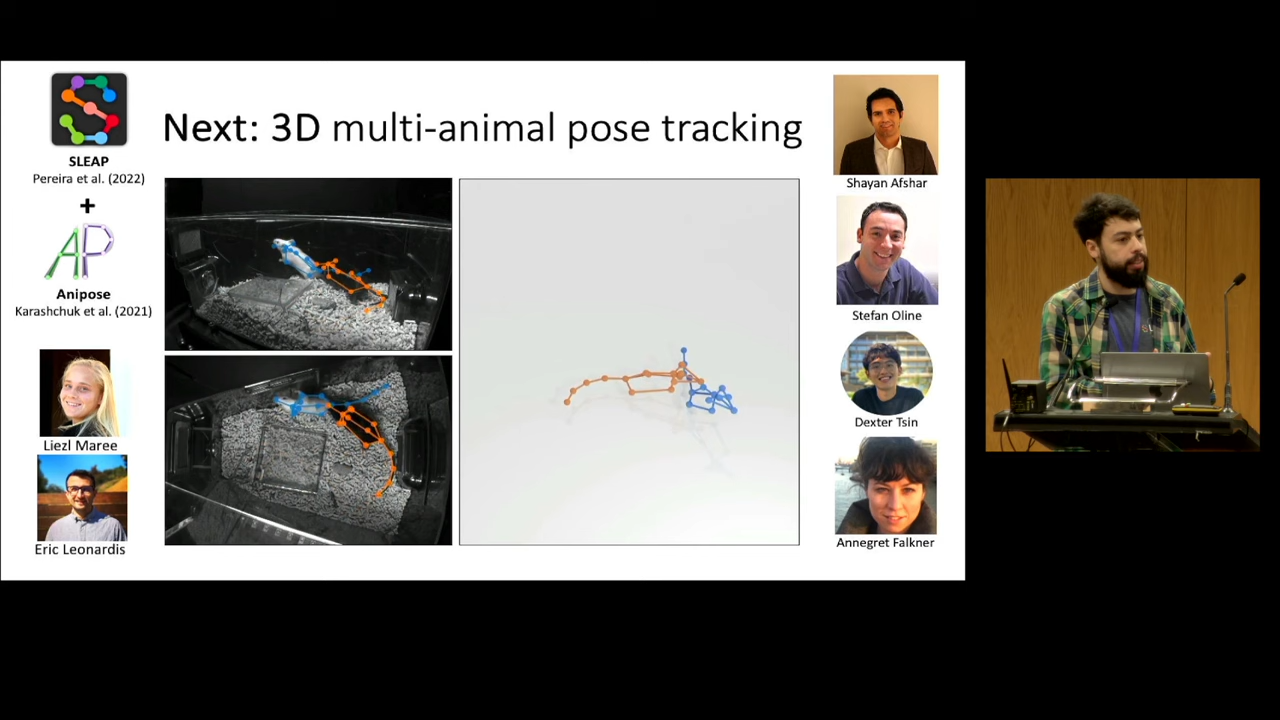 Next: 3D multi-animal pose tracking
SLEAP
Pereira et al. (2022)
+
AP
Anipose
Karashchuk et al. (2021)
Liezl Maree
Eric Leonardis
Shayan Afshar
Stefan Oline
Dexter Tsin
Annegret Falkner